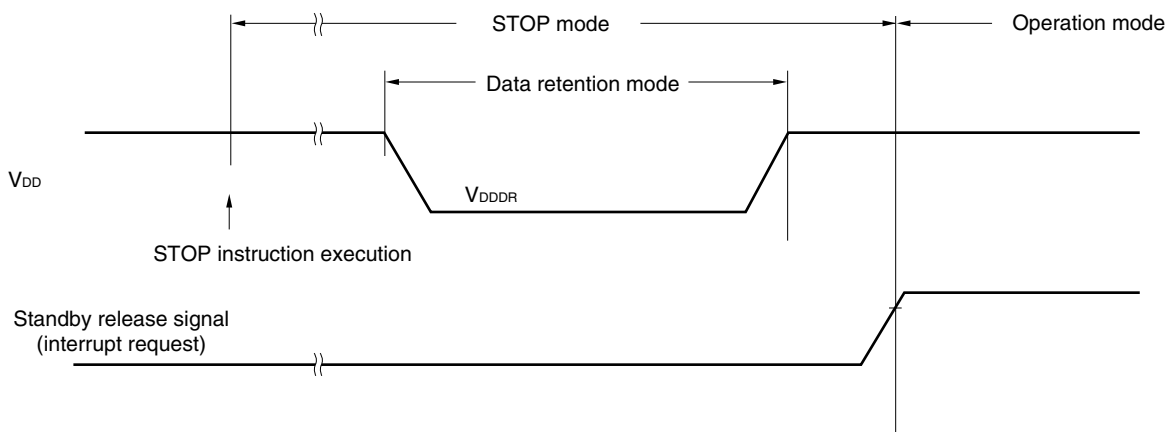 STOP mode
Operation mode
Data retention mode
VDD
VDDDR
STOP instruction execution
Standby release signal
(interrupt request)